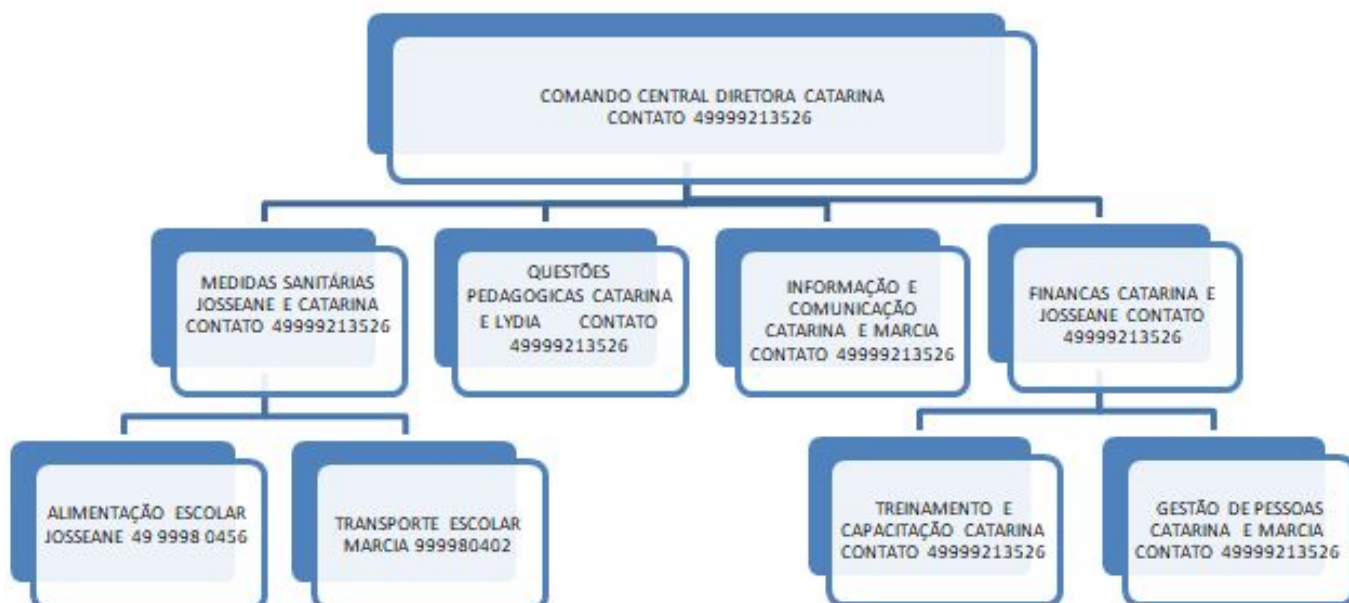 COMANDO CENTRAL DIRETORA CATARINA
CONTATO 49999213526
MEDIDAS SANITÁRIAS
JOSSEANE E CATARINA
CONTATO 49999213526
QUESTÕES
PEDAGOGICAS CATARINA
E LYDIA CONTATO
49999213526
INFORMAÇÃO E
COMUNICAÇÃO
CATARINA E MARCIA
CONTATO 49999213526
FINANCAS CATARINA E
JOSSEANE CONTATO
49999213526
ALIMENTAÇÃO ESCOLAR
JOSSEANE 49 9998 0456
TRANSPORTE ESCOLAR
MARCIA 999980402
TREINAMENTO E
CAPACITAÇÃO CATARINA
CONTATO 49999213526
GESTÃO DE PESSOAS
CATARINA E MARCIA
CONTATO 49999213526